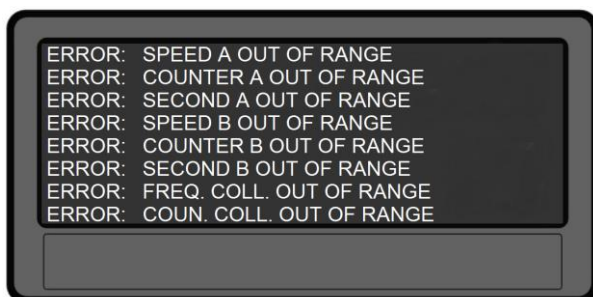 ERROR: SPEED A OUT OF RANGE
ERROR: COUNTER A OUT OF RANGE
ERROR: SECOND A OUT OF RANGE
ERROR: SPEED B OUT OF RANGE
ERROR: COUNTER B OUT OF RANGE
ERROR: SECOND B OUT OF RANGE
ERROR: FREQ. COLL. OUT OF RANGE
ERROR: COUN. COLL. OUT OF RANGE